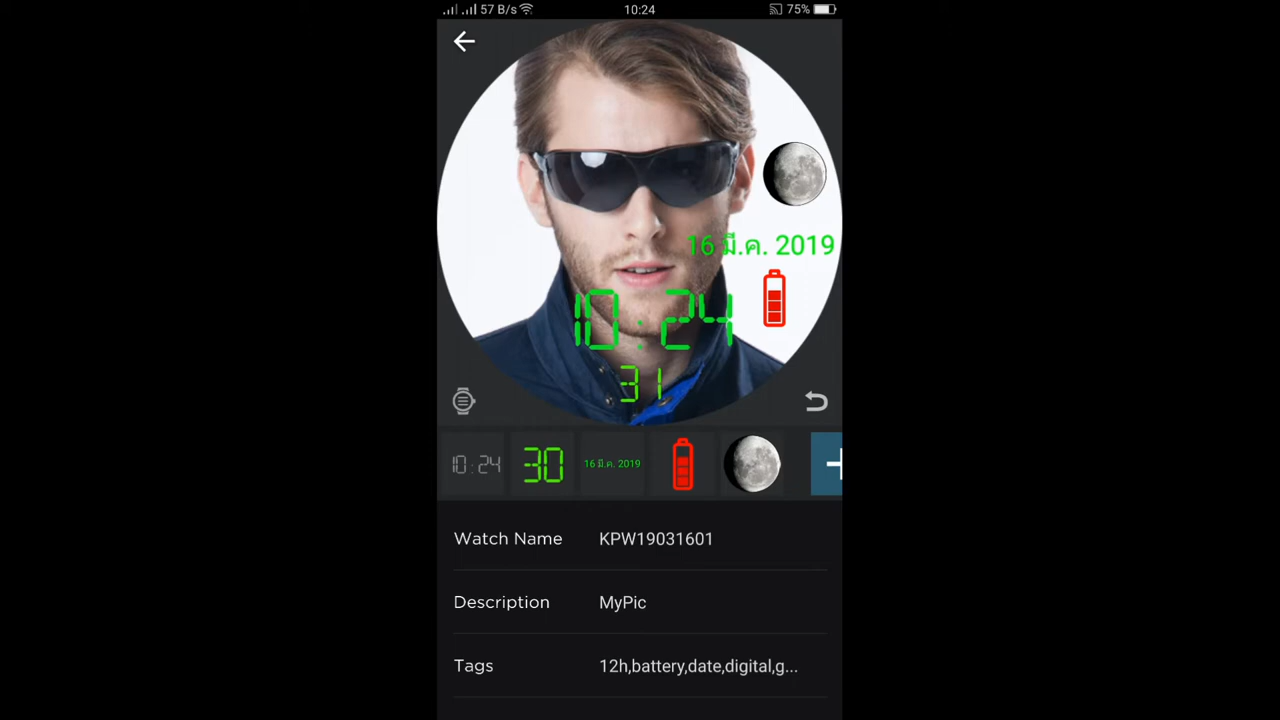 57 B/s 10:24 75%
16 มี.ค. 2019
10:24
31
10:24 30 16 มี.ค. 2019
Watch Name KPW19031601
Description MyPic
Tags 12h,battery,date,digital,g...